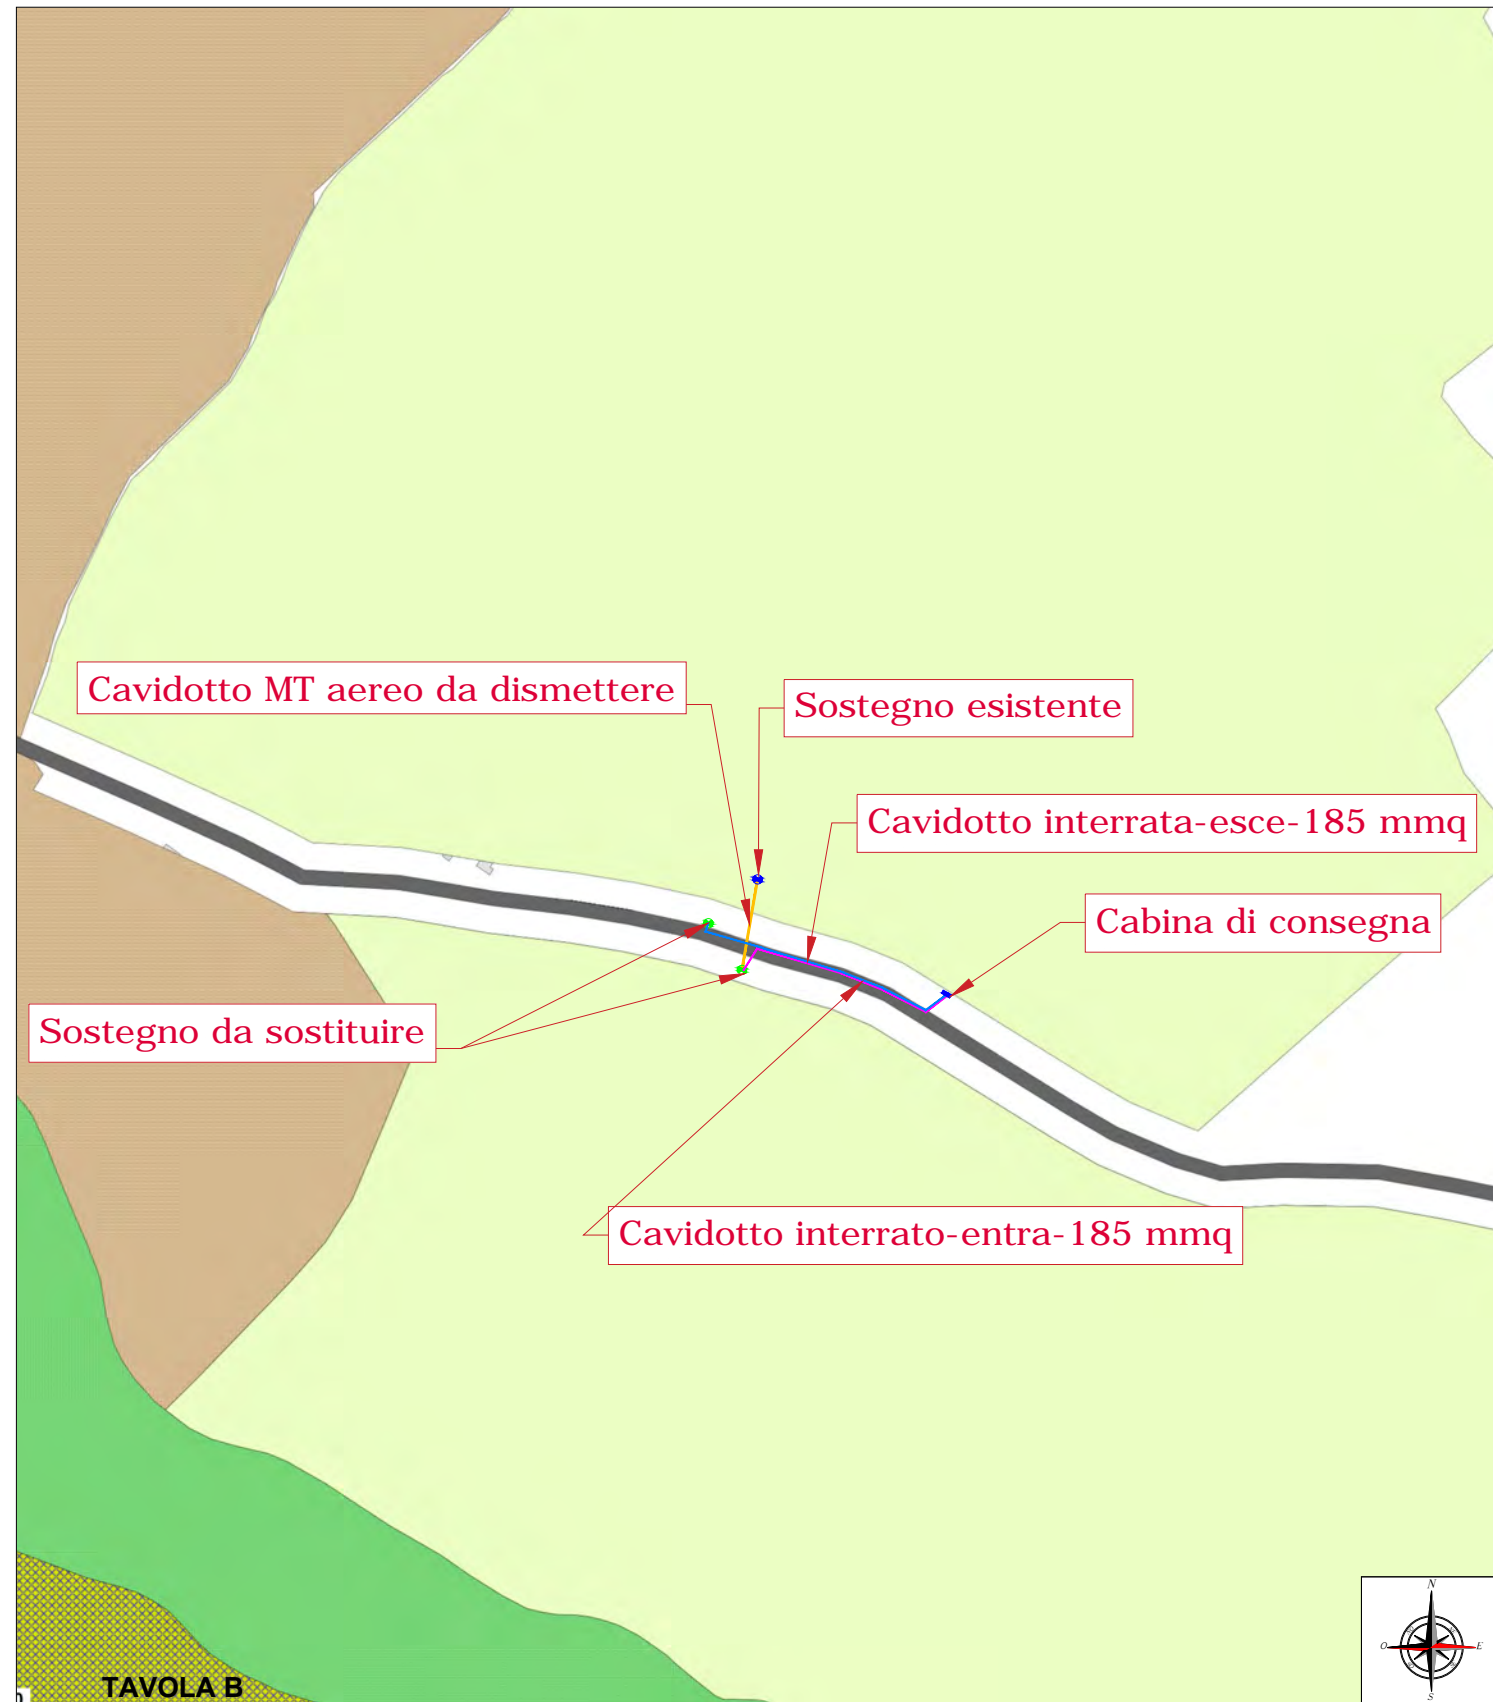 Cavidotto MT aereo da dismettere
Sostegno esistente
Cavidotto interrata-esce-185 mmq
Cabina di consegna
Sostegno da sostituire
Cavidotto interrato-entra-185 mmq
N
O
E
S
TAVOLA B